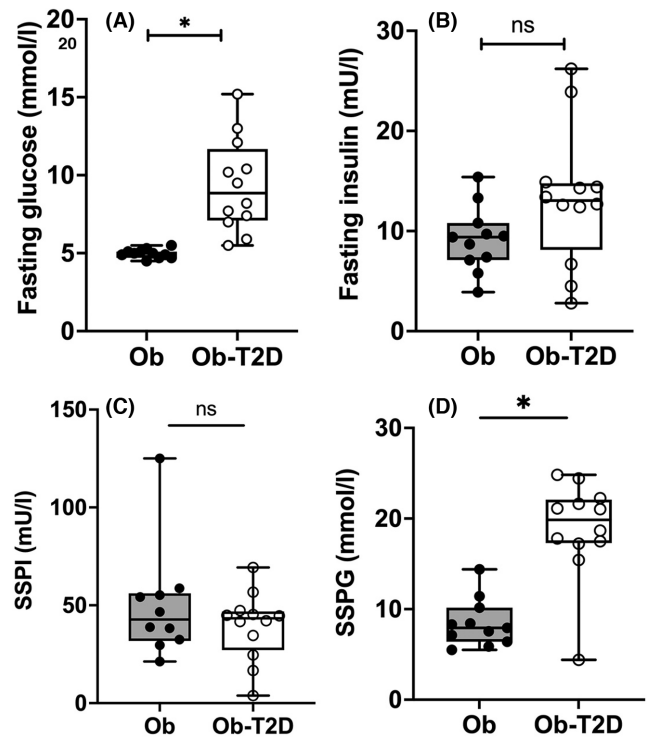 (A)
*
20
20
15
10
5
0
Fasting glucose (mmol/l)
Ob
Ob-T2D
(B)
ns
30
20
10
0
Fasting insulin (mU/l)
Ob
Ob-T2D
(C)
ns
150
100
50
0
SSPI (mU/l)
Ob
Ob-T2D
(D)
*
30
20
10
0
SSPG (mmol/l)
Ob
Ob-T2D